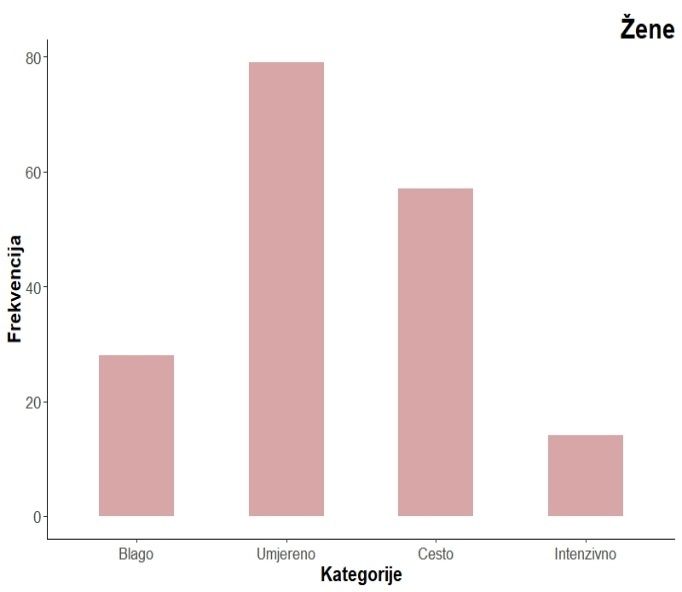 Žene
80
60
40
20
0
Frekvencija
Blago Umjereno Cesto Intenzivno
Kategorije